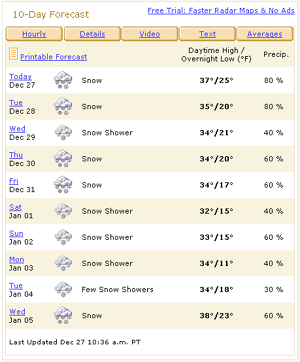 10-Day Forecast
Free Trial: Faster Radar Maps & No Ads
Hourly Details Video Text Averages
Printable Forecast
Daytime High / Overnight Low (°F) Precip.
Today Dec 27 Snow 37°/25° 80 %
Tue Dec 28 Snow 35°/20° 80 %
Wed Dec 29 Snow Shower 34°/21° 40 %
Thu Dec 30 Snow 34°/20° 60 %
Fri Dec 31 Snow 34°/17° 60 %
Sat Jan 01 Snow Shower 32°/15° 40 %
Sun Jan 02 Snow Shower 33°/15° 60 %
Mon Jan 03 Snow Shower 34°/11° 40 %
Tue Jan 04 Few Snow Showers 34°/18° 30 %
Wed Jan 05 Snow 38°/23° 60 %
Last Updated Dec 27 10:36 a.m. PT